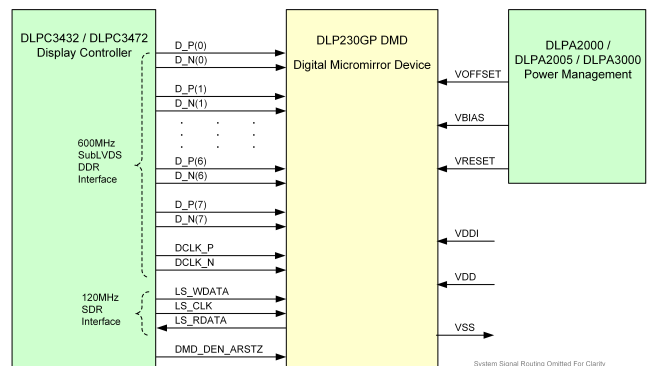 DLPC3432 / DLPC3472
Display Controller
600MHz
SubLVDS
DDR
Interface
120MHz
SDR
Interface
D_P(0)
D_N(0)
D_P(1)
D_N(1)
. . .
. . .
. . .
D_P(6)
D_N(6)
D_P(7)
D_N(7)
DCLK_P
DCLK_N
LS_WDATA
LS_CLK
LS_RDATA
DMD_DEN_ARSTZ
DLP230GP DMD
Digital Micromirror Device
DLPA2000 /
DLPA2005 / DLPA3000
Power Management
VOFFSET
VBIAS
VRESET
VDDI
VDD
VSS
System Signal Routing Omitted For Clarity